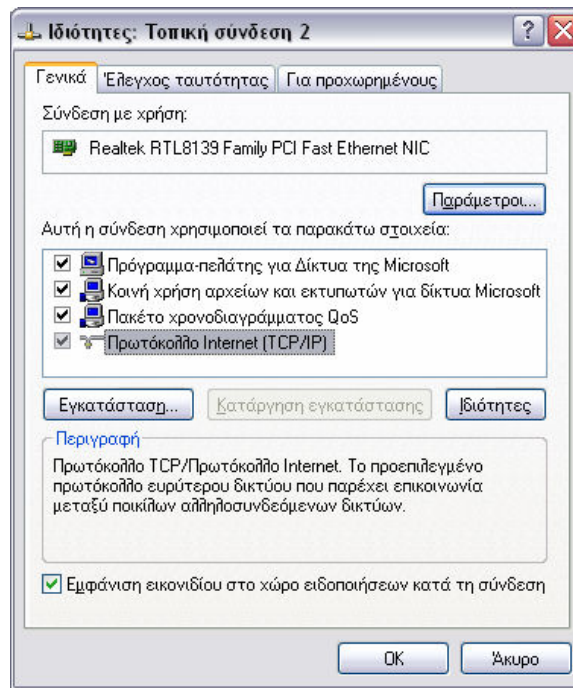 Ιδιότητες: Τοπική σύνδεση 2
Γενικά Έλεγχος ταυτότητας Για προχωρημένους
Σύνδεση με χρήση:
Realtek RTL8139 Family PCI Fast Ethernet NIC
Παράμετροι...
Αυτή η σύνδεση χρησιμοποιεί τα παρακάτω στοιχεία:
Πρόγραμμα-πελάτης για Δίκτυα της Microsoft
Κοινή χρήση αρχείων και εκτυπωτών για δίκτυα Microsoft
Πακέτο χρονοδιαγράμματος QoS
Πρωτόκολλο Internet (TCP/IP)
Εγκατάσταση... Κατάργηση εγκατάστασης Ιδιότητες
Περιγραφή
Πρωτόκολλο TCP/Πρωτόκολλο Internet. Το προεπιλεγμένο
πρωτόκολλο ευρύτερου δικτύου που παρέχει επικοινωνία
μεταξύ ποικίλων αλληλοσυνδεόμενων δικτύων.
Εμφάνιση εικονιδίου στο χώρο ειδοποιήσεων κατά τη σύνδεση
OK Άκυρο